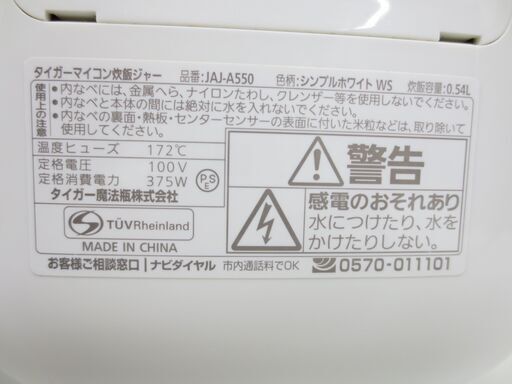 タイガーマイコン炊飯ジャー 品番：JAJ-A550 色柄：シンプルホワイト WS 炊飯容量：0.54L
使用上の注意
●内なべには、金属へら、ナイロンたわし、クレンザー等を使用しないでください。
●内なべと本体の間には絶対に水を入れないでください。
●内なべの裏面・熱板・センターセンサーの表面に付いた米粒などは、取り除いて
使用してください。
温度ヒューズ 172℃
定格電圧 100V
定格消費電力 375W
PSE
タイガー魔法瓶株式会社
TÜVRheinland
MADE IN CHINA
警告
感電のおそれあり
水につけたり、水を
かけたりしない。
お客様ご相談窓口 ナビダイヤル 市内通話料でOK 0570-011101